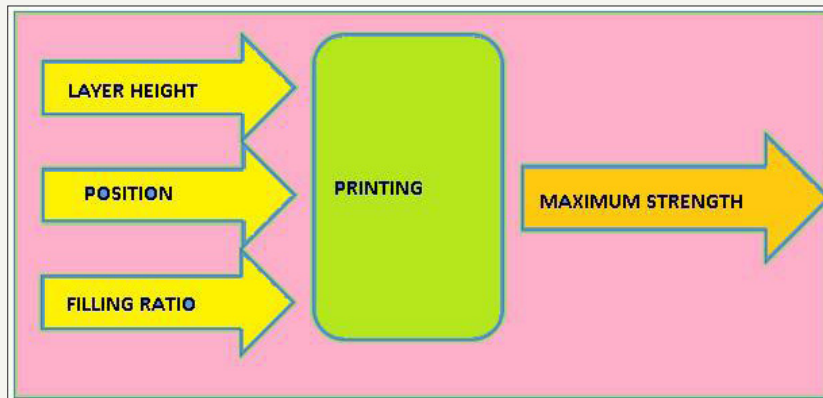 LAYER HEIGHT
POSITION
FILLING RATIO
PRINTING
MAXIMUM STRENGTH